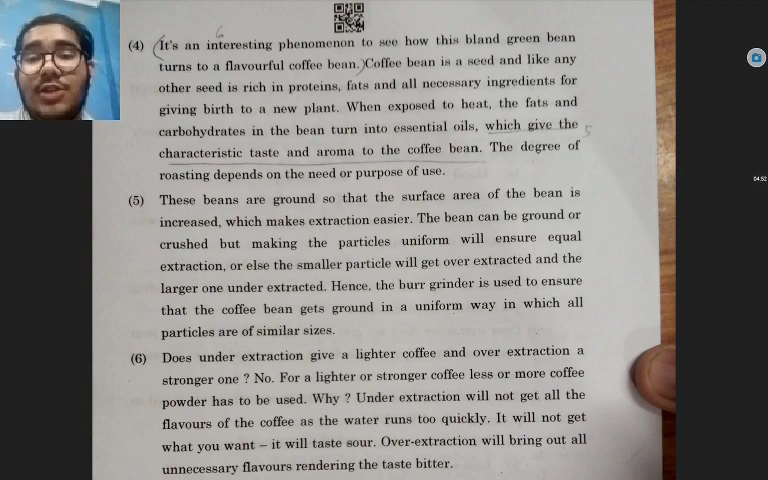 6
(4) It's an interesting phenomenon to see how this bland green bean
turns to a flavourful coffee bean. Coffee bean is a seed and like any
other seed is rich in proteins, fats and all necessary ingredients for
giving birth to a new plant. When exposed to heat, the fats and
carbohydrates in the bean turn into essential oils, which give the
5
characteristic taste and aroma to the coffee bean. The degree of
roasting depends on the need or purpose of use.
(5) These beans are ground so that the surface area of the bean is
increased, which makes extraction easier. The bean can be ground or
crushed but making the particles uniform will ensure equal
extraction, or else the smaller particle will get over extracted and the
larger one under extracted. Hence, the burr grinder is used to ensure
that the coffee bean gets ground in a uniform way in which all
particles are of similar sizes.
(6) Does under extraction give a lighter coffee and over extraction a
stronger one ? No. For a lighter or stronger coffee less or more coffee
powder has to be used. Why ? Under extraction will not get all the
flavours of the coffee as the water runs too quickly. It will not get
what you want – it will taste sour. Over-extraction will bring out all
unnecessary flavours rendering the taste bitter.
04:52